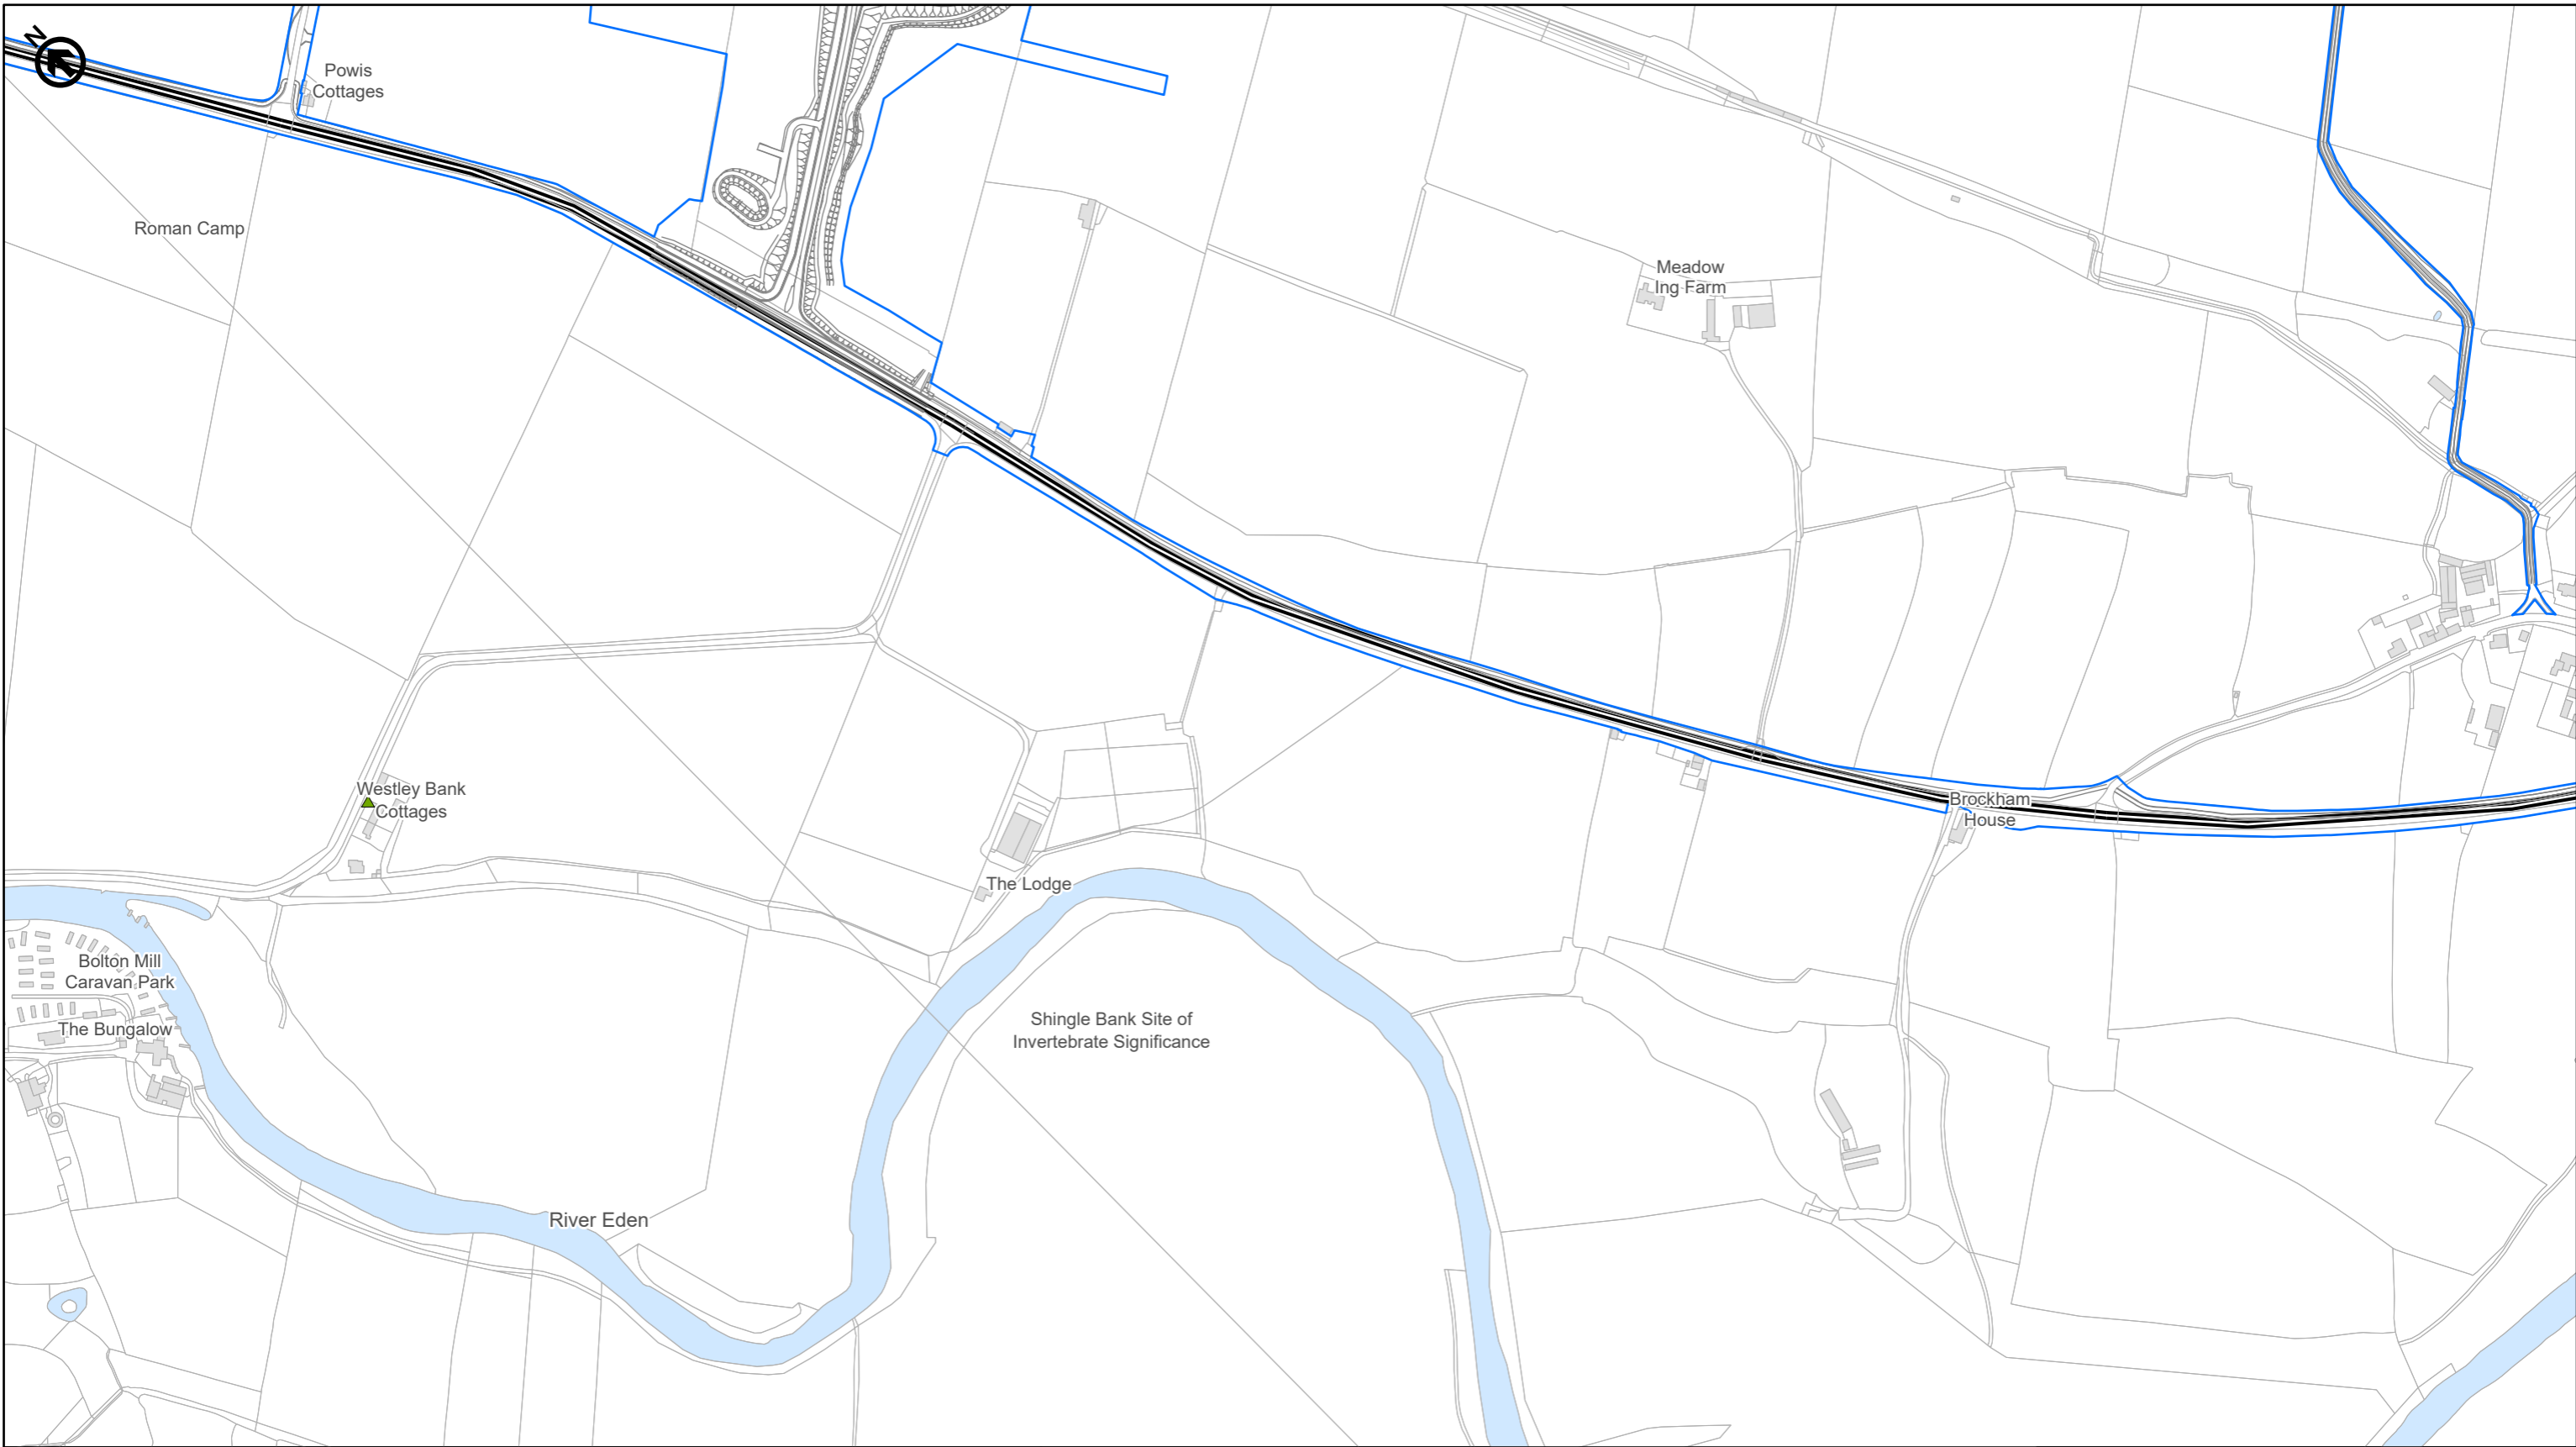 N
Powis
Cottages
Roman Camp
Meadow
Ing Farm
Westley Bank
Cottages
Brockham
House
The Lodge
Bolton Mill
Caravan Park
The Bungalow
Shingle Bank Site of
Invertebrate Significance
River Eden